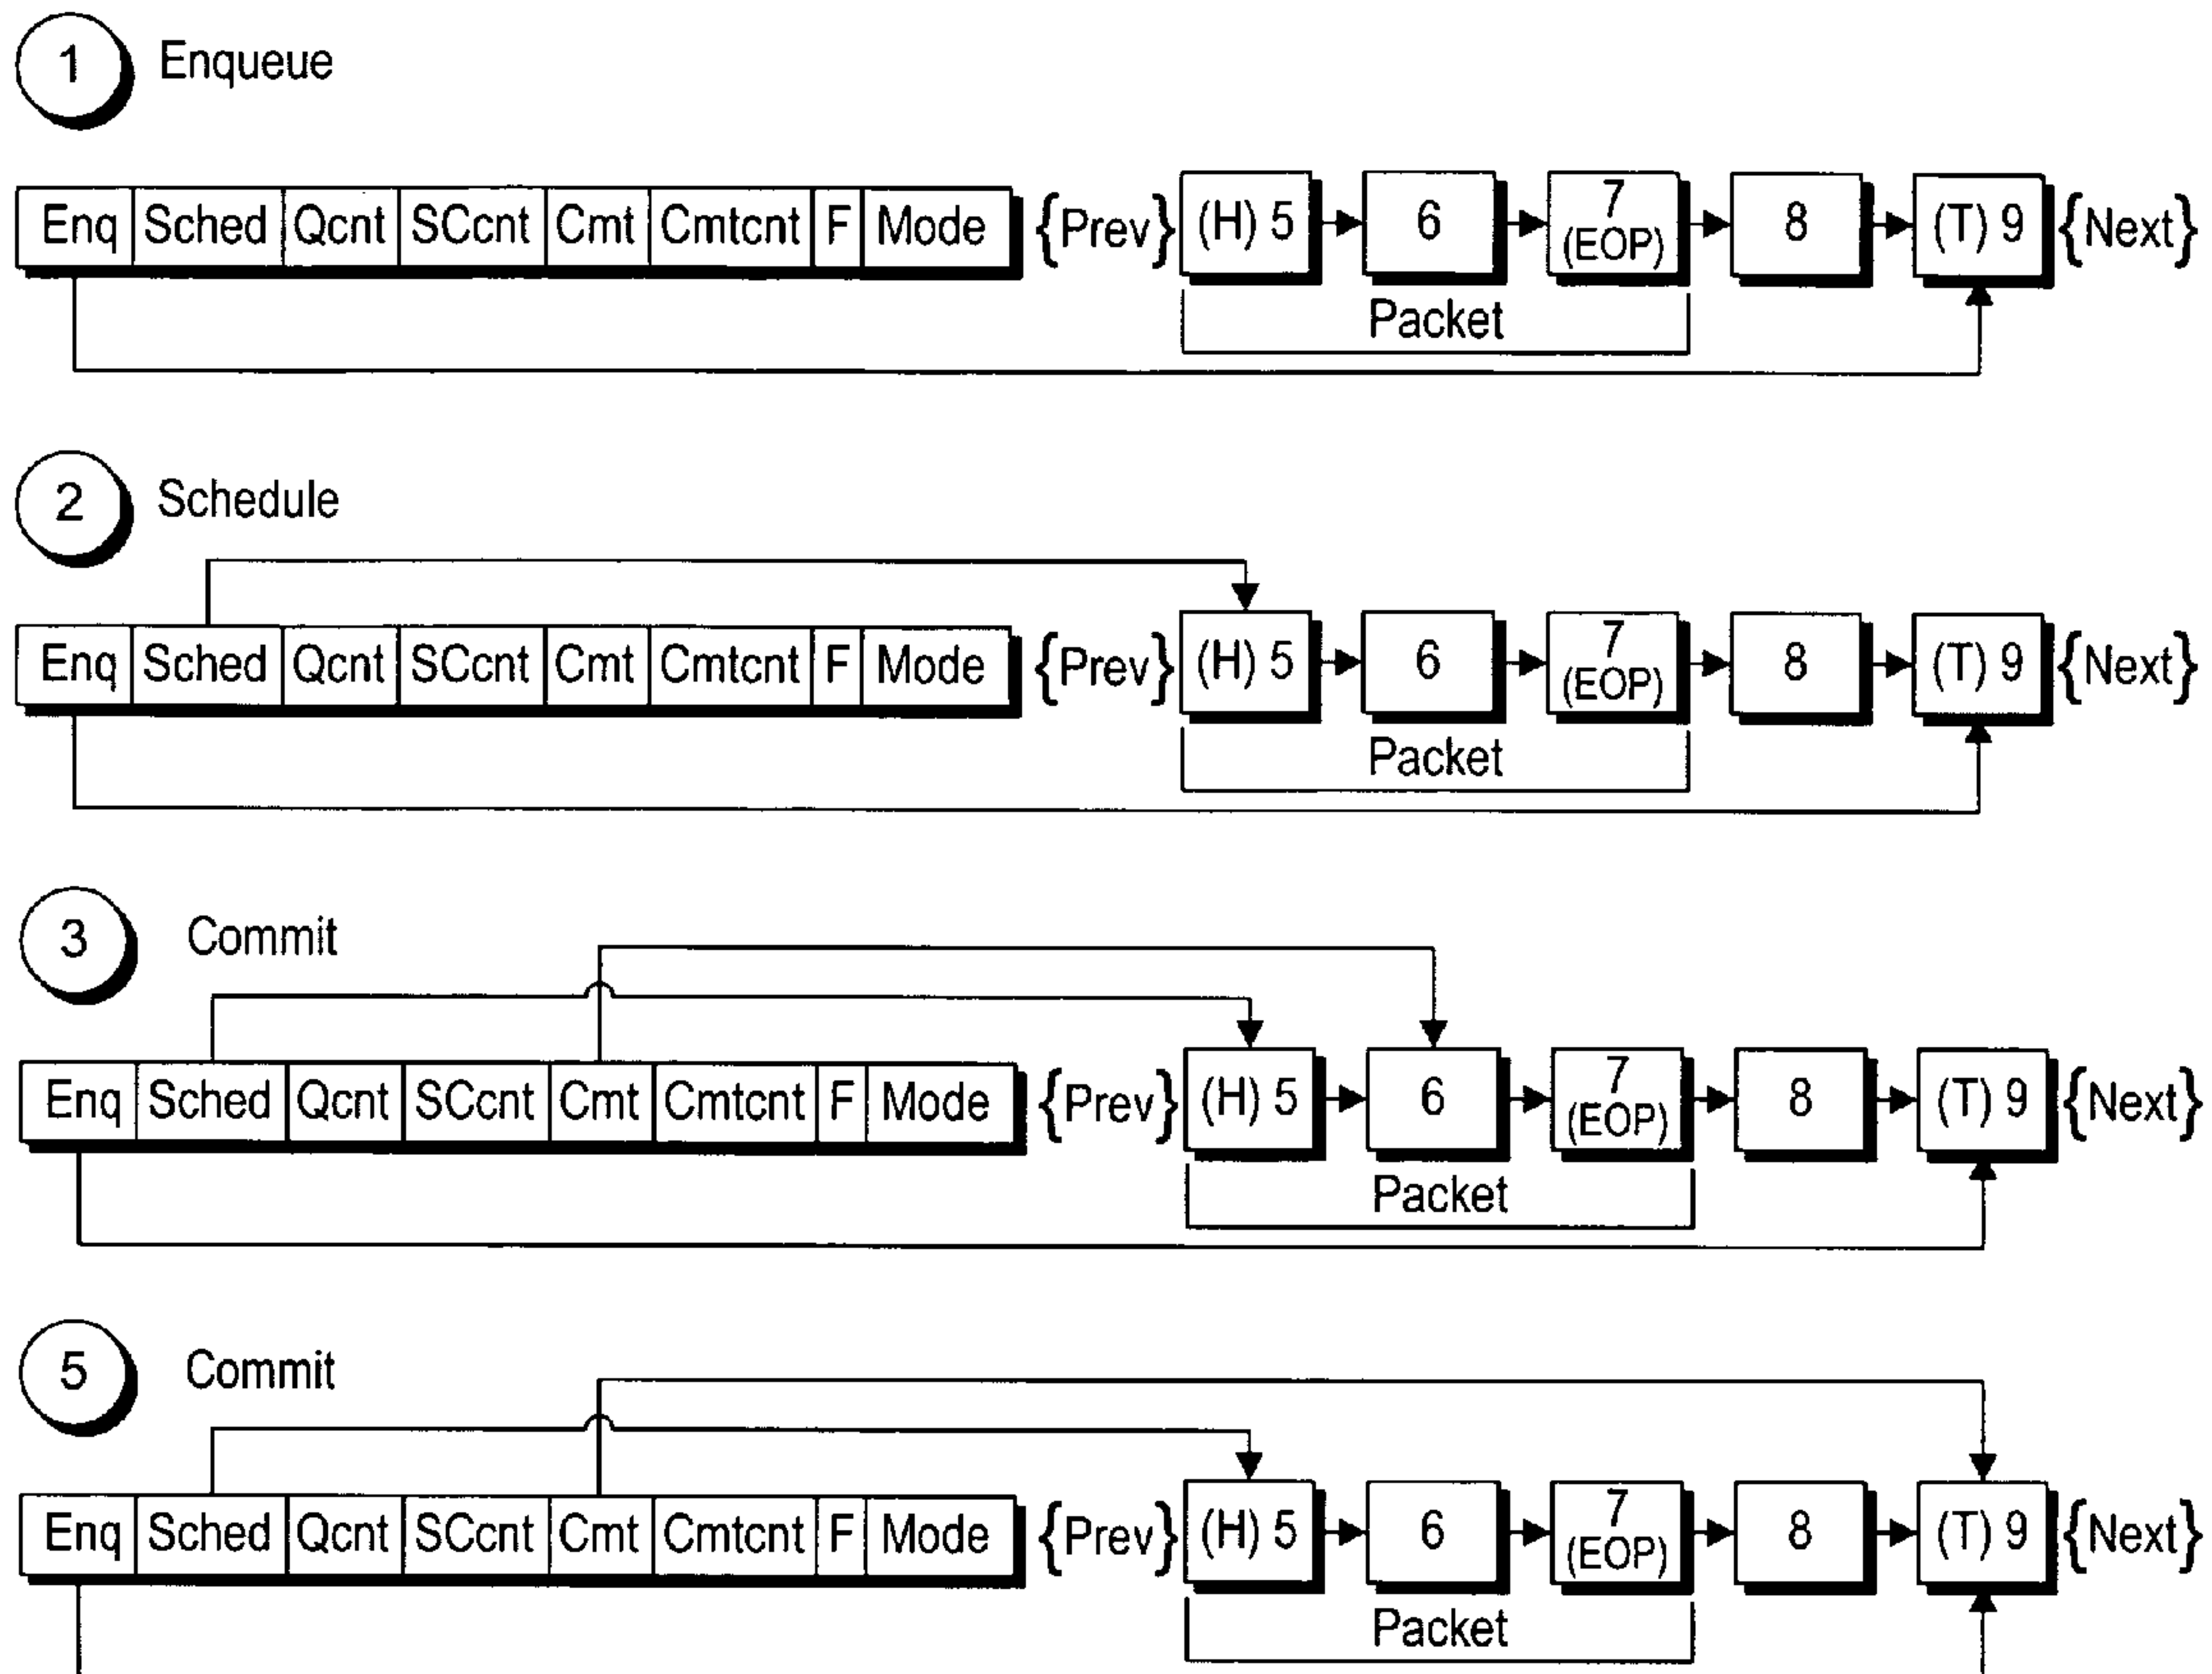 1 Enqueue
Enq Sched Qcnt SCcnt Cmt Cmtcnt F Mode {Prev} (H) 5 6 7 (EOP) 8 (T) 9 {Next}
Packet
2 Schedule
Enq Sched Qcnt SCcnt Cmt Cmtcnt F Mode {Prev} (H) 5 6 7 (EOP) 8 (T) 9 {Next}
Packet
3 Commit
Enq Sched Qcnt SCcnt Cmt Cmtcnt F Mode {Prev} (H) 5 6 7 (EOP) 8 (T) 9 {Next}
Packet
5 Commit
Enq Sched Qcnt SCcnt Cmt Cmtcnt F Mode {Prev} (H) 5 6 7 (EOP) 8 (T) 9 {Next}
Packet